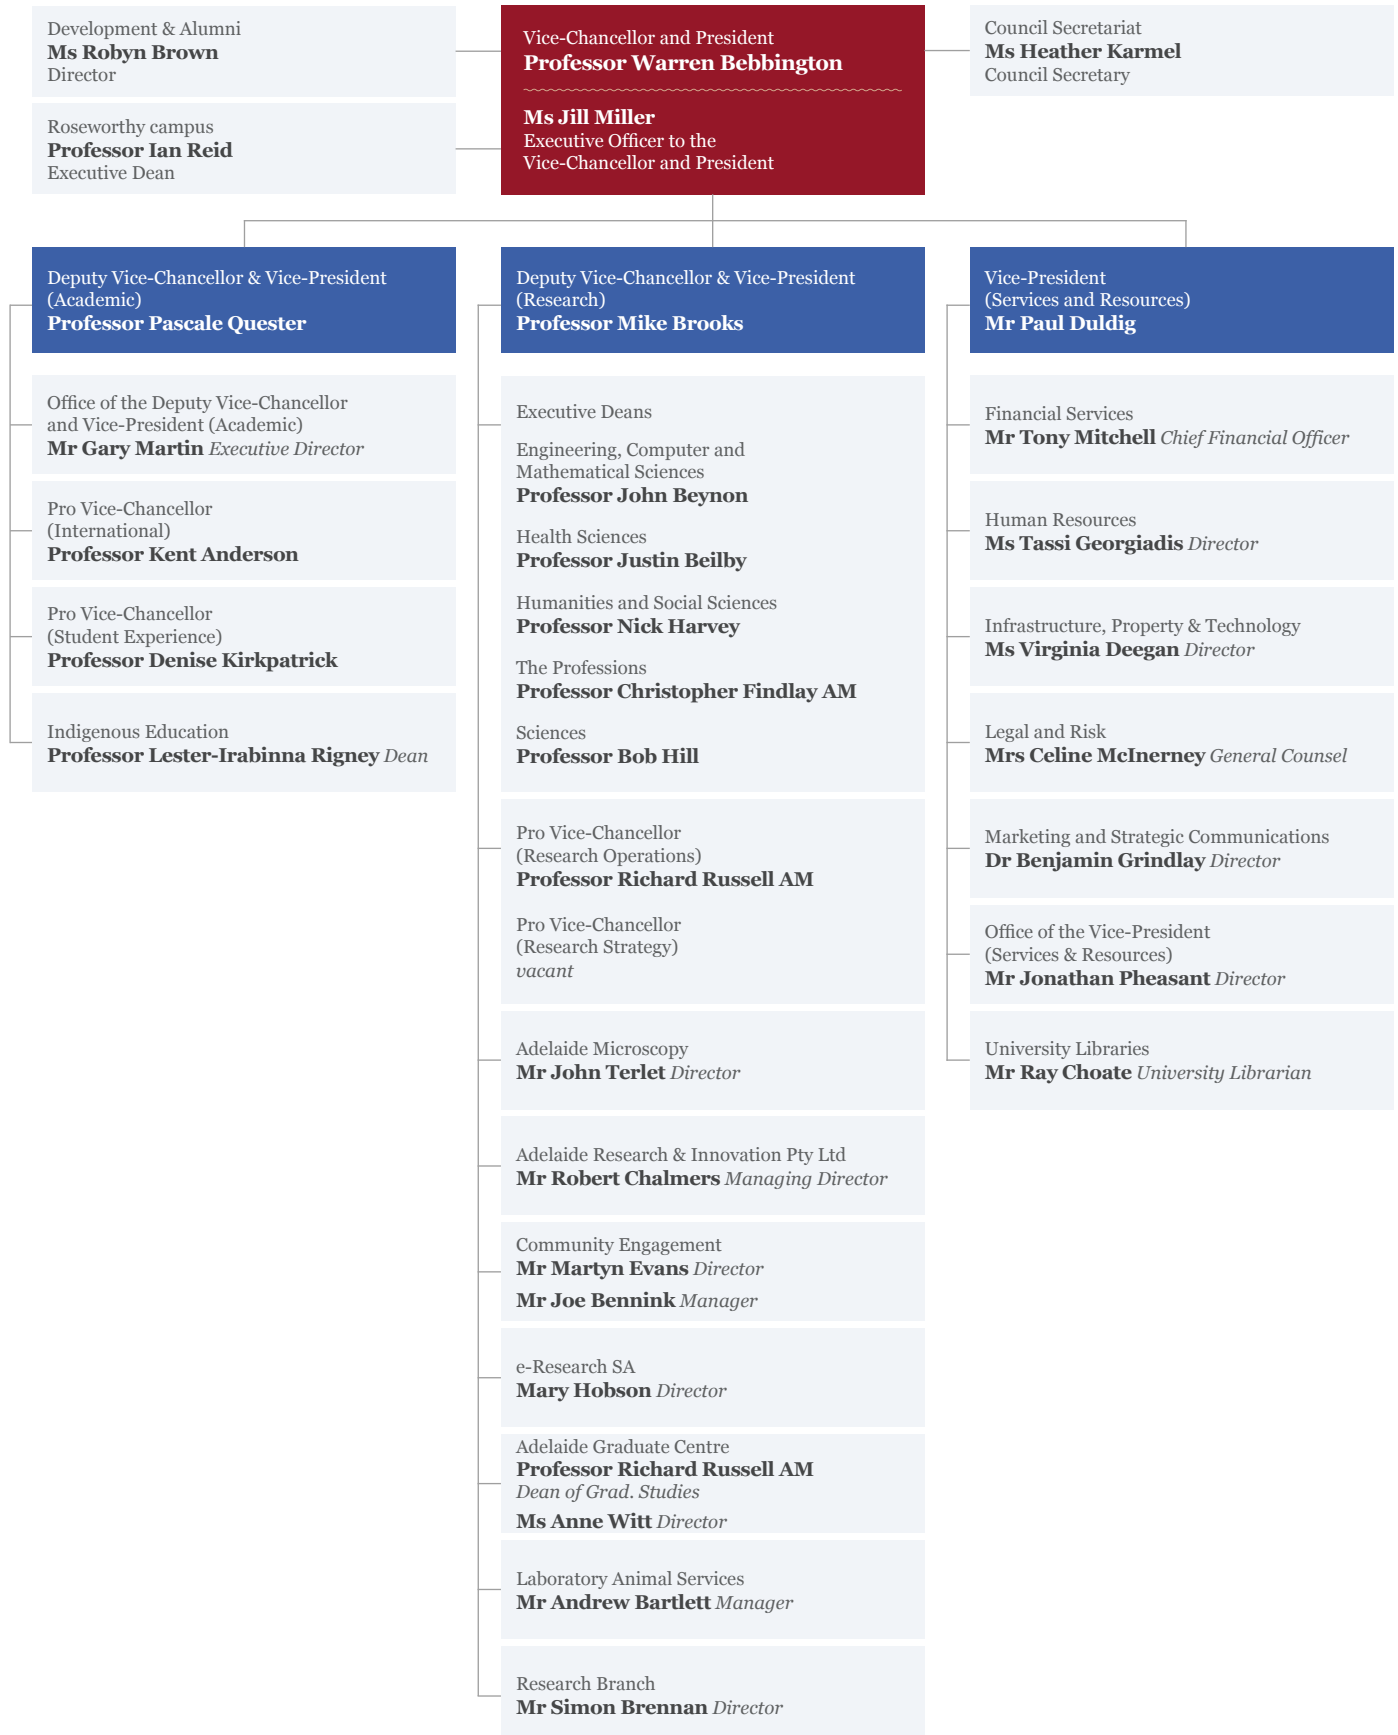 Development & Alumni
Ms Robyn Brown
Director
Roseworthy campus
Professor Ian Reid
Executive Dean
Vice-Chancellor and President
Professor Warren Bebbington
Ms Jill Miller
Executive Officer to the
Vice-Chancellor and President
Council Secretariat
Ms Heather Karmel
Council Secretary
Deputy Vice-Chancellor & Vice-President
(Academic)
Professor Pascale Quester
Office of the Deputy Vice-Chancellor
and Vice-President (Academic)
Mr Gary Martin Executive Director
Pro Vice-Chancellor
(International)
Professor Kent Anderson
Pro Vice-Chancellor
(Student Experience)
Professor Denise Kirkpatrick
Indigenous Education
Professor Lester-Irabinna Rigney Dean
Deputy Vice-Chancellor & Vice-President
(Research)
Professor Mike Brooks
Executive Deans
Engineering, Computer and
Mathematical Sciences
Professor John Beynon
Health Sciences
Professor Justin Beilby
Humanities and Social Sciences
Professor Nick Harvey
The Professions
Professor Christopher Findlay AM
Sciences
Professor Bob Hill
Pro Vice-Chancellor
(Research Operations)
Professor Richard Russell AM
Pro Vice-Chancellor
(Research Strategy)
vacant
Adelaide Microscopy
Mr John Terlet Director
Adelaide Research & Innovation Pty Ltd
Mr Robert Chalmers Managing Director
Community Engagement
Mr Martyn Evans Director
Mr Joe Bennink Manager
e-Research SA
Mary Hobson Director
Adelaide Graduate Centre
Professor Richard Russell AM
Dean of Grad. Studies
Ms Anne Witt Director
Laboratory Animal Services
Mr Andrew Bartlett Manager
Research Branch
Mr Simon Brennan Director
Vice-President
(Services and Resources)
Mr Paul Duldig
Financial Services
Mr Tony Mitchell Chief Financial Officer
Human Resources
Ms Tassi Georgiadis Director
Infrastructure, Property & Technology
Ms Virginia Deegan Director
Legal and Risk
Mrs Celine McInerney General Counsel
Marketing and Strategic Communications
Dr Benjamin Grindlay Director
Office of the Vice-President
(Services & Resources)
Mr Jonathan Pheasant Director
University Libraries
Mr Ray Choate University Librarian